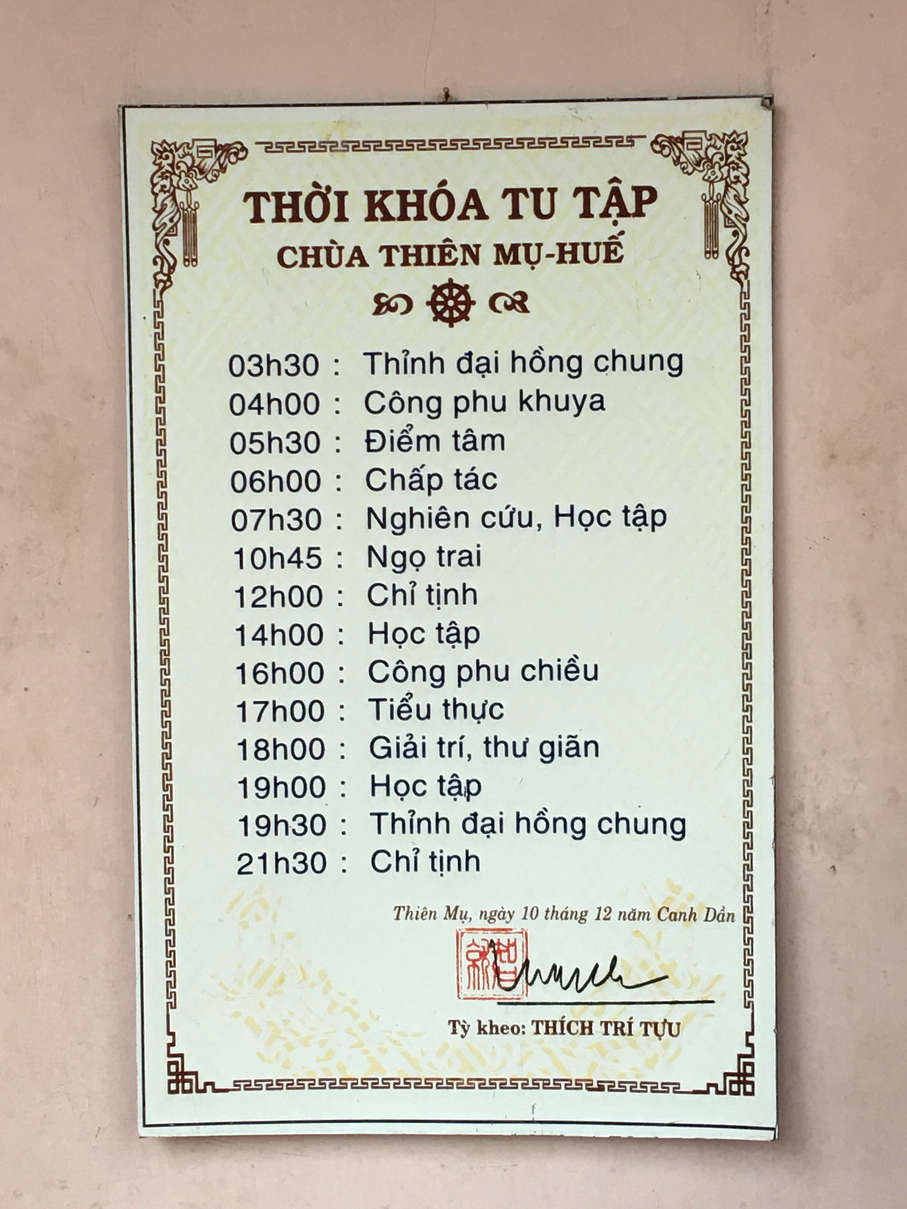 THỜI KHÓA TU TẬP
CHÙA THIÊN MỤ-HUẾ
03h30 : Thỉnh đại hồng chung
04h00 : Công phu khuya
05h30 : Điểm tâm
06h00 : Chấp tác
07h30 : Nghiên cứu, Học tập
10h45 : Ngọ trai
12h00 : Chỉ tịnh
14h00 : Học tập
16h00 : Công phu chiều
17h00 : Tiểu thực
18h00 : Giải trí, thư giãn
19h00 : Học tập
19h30 : Thỉnh đại hồng chung
21h30 : Chỉ tịnh
Thiên Mụ, ngày 10 tháng 12 năm Canh Dần
Tỳ kheo: THÍCH TRÍ TỰU